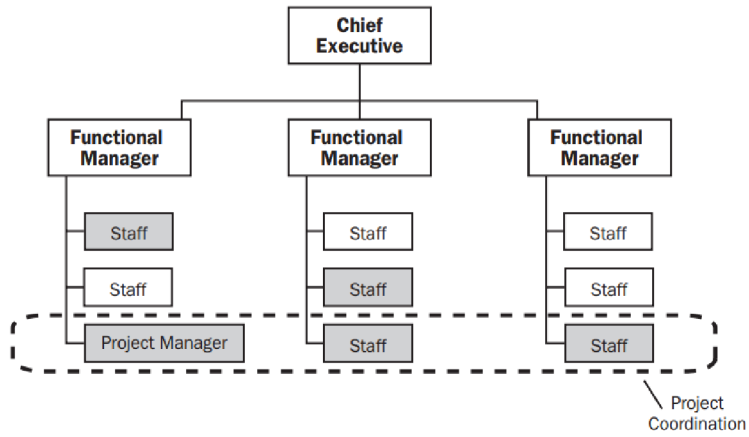 Chief
Executive
Functional
Manager
Functional
Manager
Functional
Manager
Staff
Staff
Staff
Staff
Staff
Staff
Project Manager
Staff
Staff
Project
Coordination